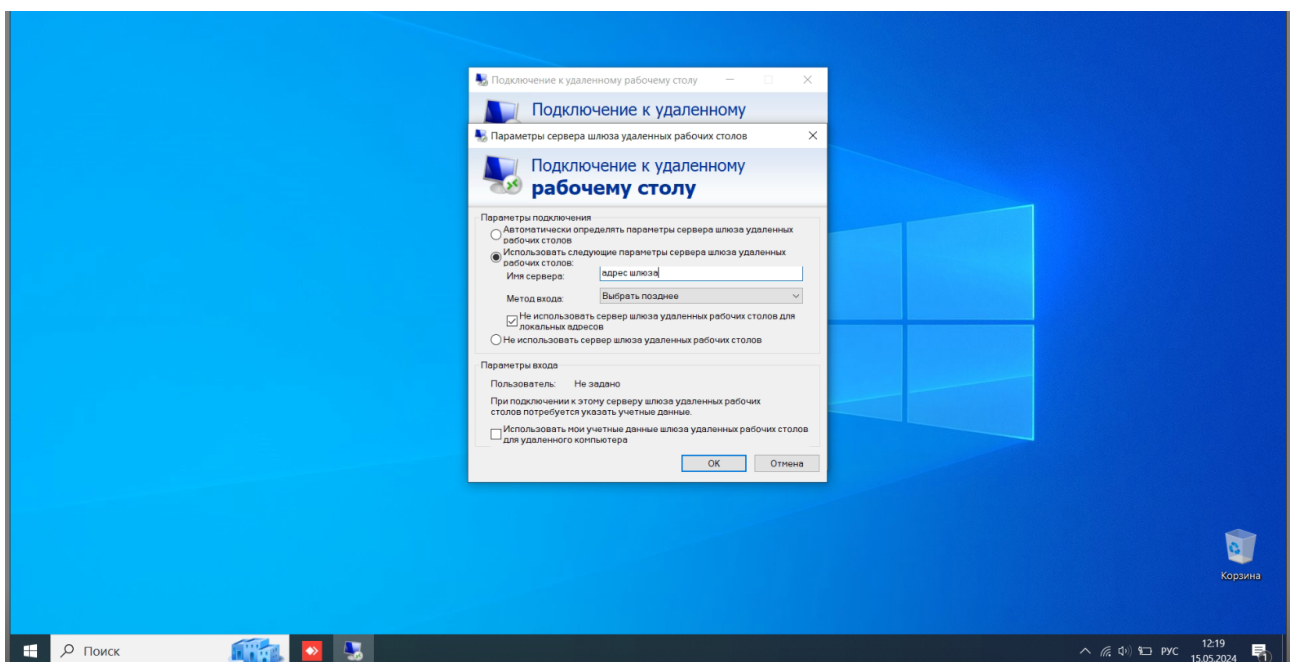 Подключение к удаленному рабочему столу
Подключение к удаленному
Параметры сервера шлюза удаленных рабочих столов
Подключение к удаленному
рабочему столу
Параметры подключения
Автоматически определять параметры сервера шлюза удаленных
рабочих столов
Использовать следующие параметры сервера шлюза удаленных
рабочих столов:
Имя сервера: адрес шлюза
Метод входа: Выбрать позднее
Не использовать сервер шлюза удаленных рабочих столов для
локальных адресов
Не использовать сервер шлюза удаленных рабочих столов
Параметры входа
Пользователь: Не задано
При подключении к этому серверу шлюза удаленных рабочих
столов потребуется указать учетные данные.
Использовать мои учетные данные шлюза удаленных рабочих столов
для удаленного компьютера
OK Отмена
Корзина
Поиск
РУС
12:19
15.05.2024
1